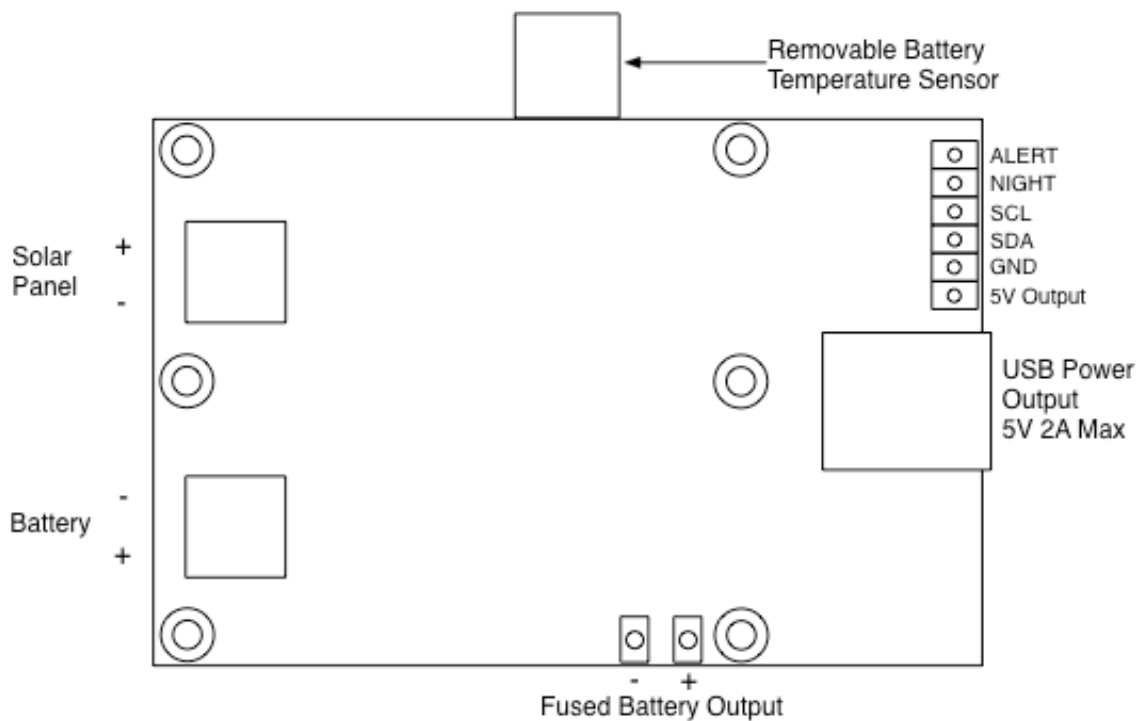 Removable Battery
Temperature Sensor
ALERT
NIGHT
SCL
SDA
GND
5V Output
Solar
Panel
+
-
USB Power
Output
5V 2A Max
Battery
-
+
- +
Fused Battery Output